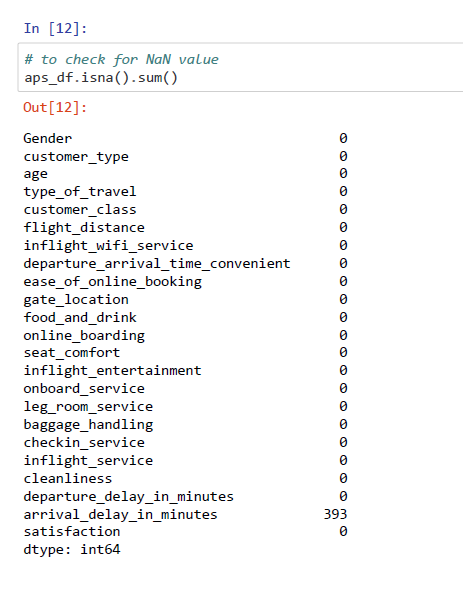 In [12]:
# to check for NaN value
aps_df.isna().sum()
Out[12]:
Gender 0
customer_type 0
age 0
type_of_travel 0
customer_class 0
flight_distance 0
inflight_wifi_service 0
departure_arrival_time_convenient 0
ease_of_online_booking 0
gate_location 0
food_and_drink 0
online_boarding 0
seat_comfort 0
inflight_entertainment 0
onboard_service 0
leg_room_service 0
baggage_handling 0
checkin_service 0
inflight_service 0
cleanliness 0
departure_delay_in_minutes 0
arrival_delay_in_minutes 393
satisfaction 0
dtype: int64